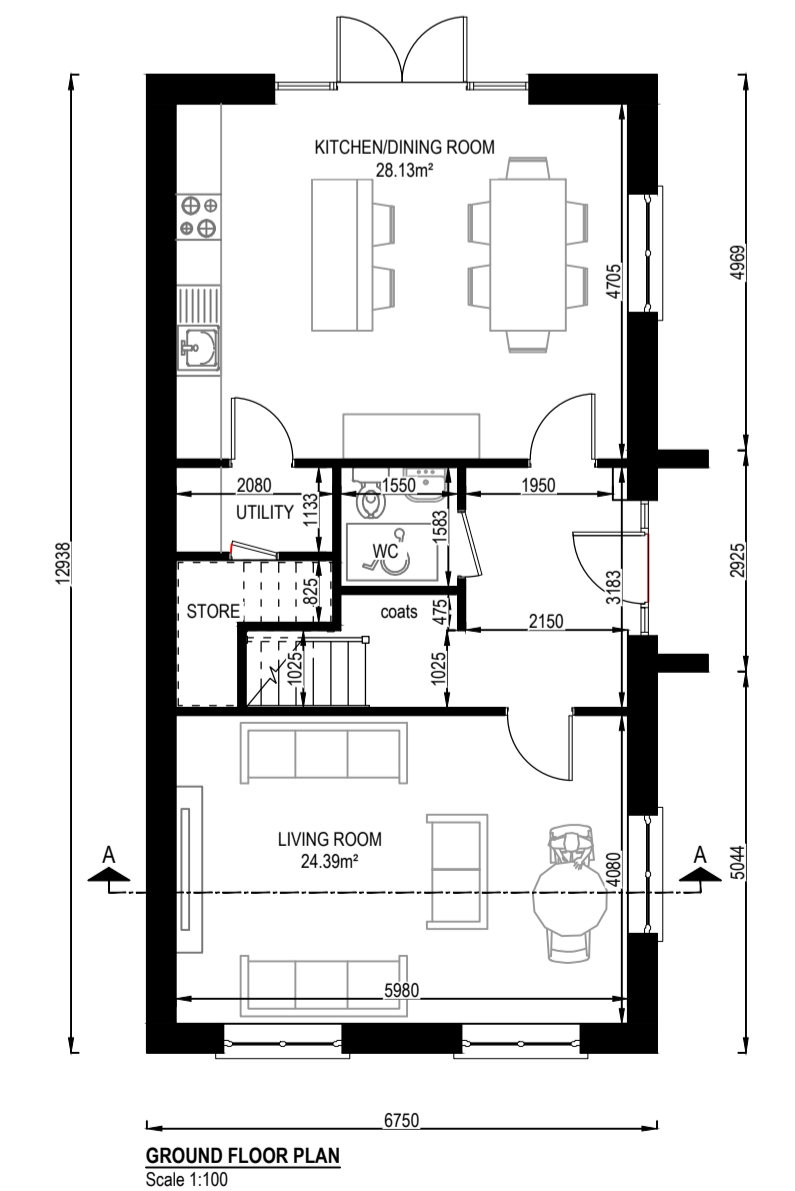 KITCHEN/DINING ROOM
28.13m²
4705
4969
2080
1550
1950
UTILITY
1133
1583
WC
12938
2925
STORE
825
coats
475
3183
2150
1025
1025
LIVING ROOM
24.39m²
A
A
4080
5044
5980
6750
GROUND FLOOR PLAN
Scale 1:100